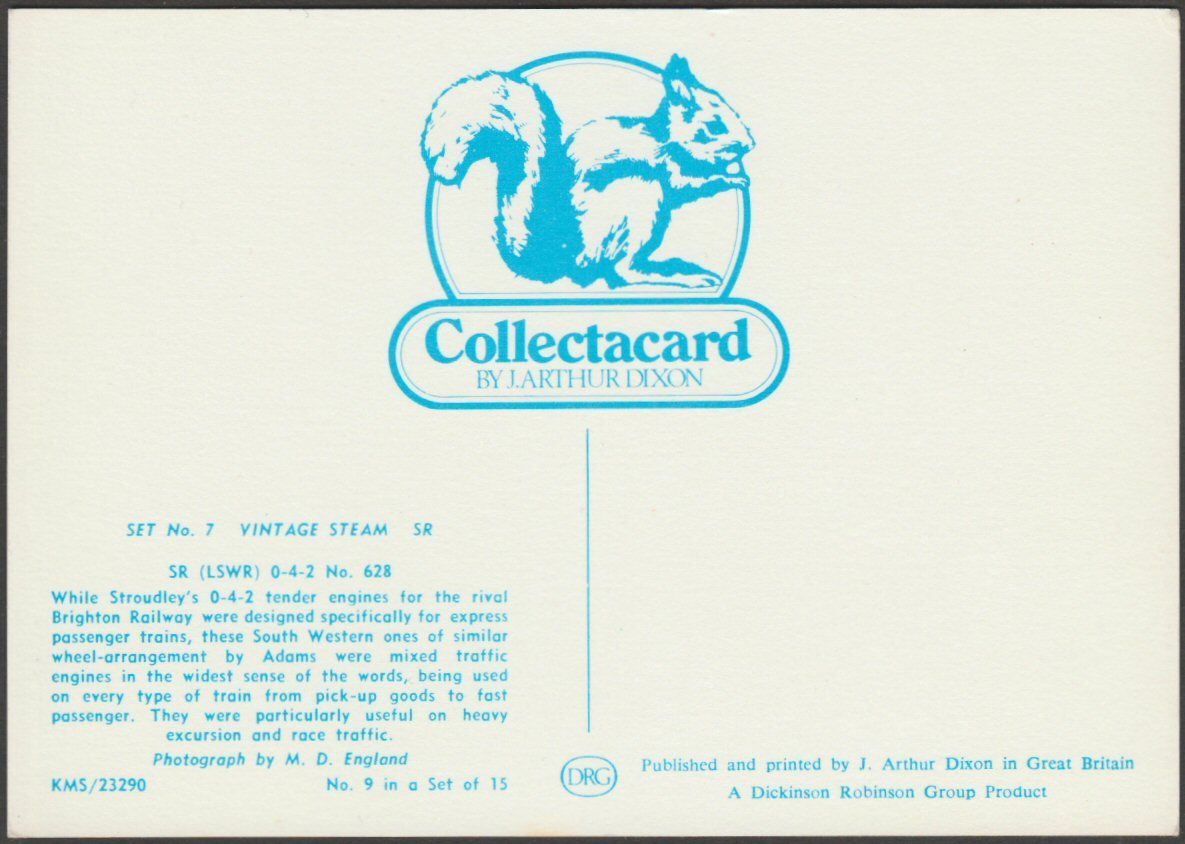 Collectacard
BY J. ARTHUR DIXON
SET No. 7 VINTAGE STEAM SR
SR (LSWR) 0-4-2 No. 628
While Stroudley's 0-4-2 tender engines for the rival
Brighton Railway were designed specifically for express
passenger trains, these South Western ones of similar
wheel-arrangement by Adams were mixed traffic
engines in the widest sense of the words, being used
on every type of train from pick-up goods to fast
passenger. They were particularly useful on heavy
excursion and race traffic.
Photograph by M. D. England
KMS/23290 No. 9 in a Set of 15
DRG
Published and printed by J. Arthur Dixon in Great Britain
A Dickinson Robinson Group Product